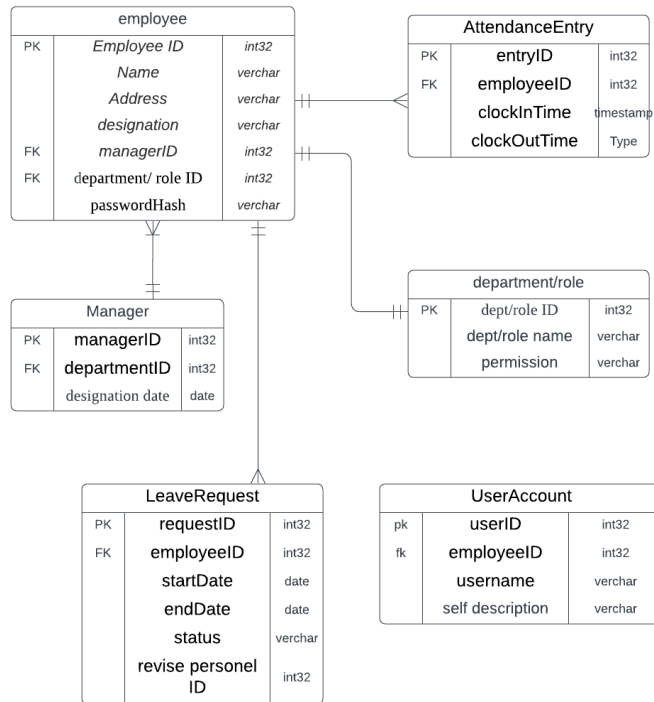 employee
PK Employee ID int32
Name verchar
Address verchar
designation verchar
FK managerID int32
FK department/ role ID int32
passwordHash verchar
AttendanceEntry
PK entryID int32
FK employeeID int32
clockInTime timestamp
clockOutTime Type
department/role
PK dept/role ID int32
dept/role name verchar
permission verchar
Manager
PK managerID int32
FK departmentID int32
designation date date
LeaveRequest
PK requestID int32
FK employeeID int32
startDate date
endDate date
status verchar
revise personel
ID int32
UserAccount
pk userID int32
fk employeeID int32
username verchar
self description verchar